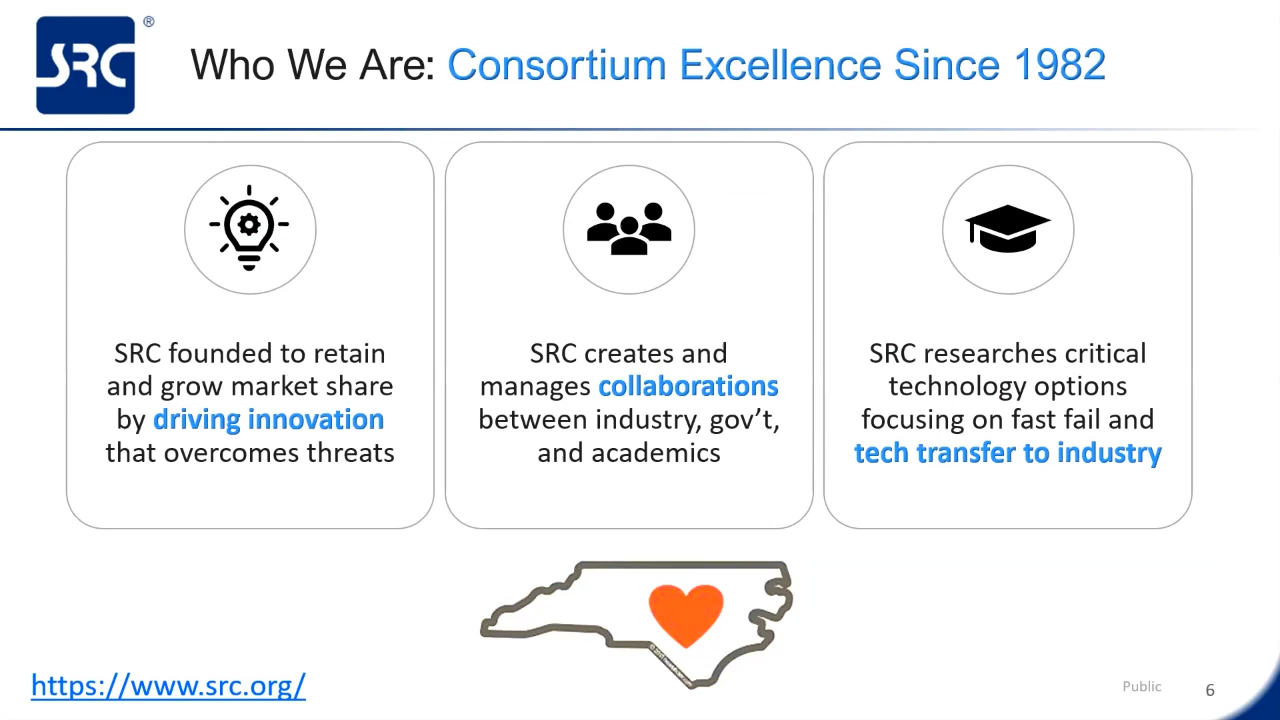 SRC
®
Who We Are: Consortium Excellence Since 1982
SRC founded to retain
and grow market share
by driving innovation
that overcomes threats
SRC creates and
manages collaborations
between industry, gov’t,
and academics
SRC researches critical
technology options
focusing on fast fail and
tech transfer to industry
https://www.src.org/
Public
6